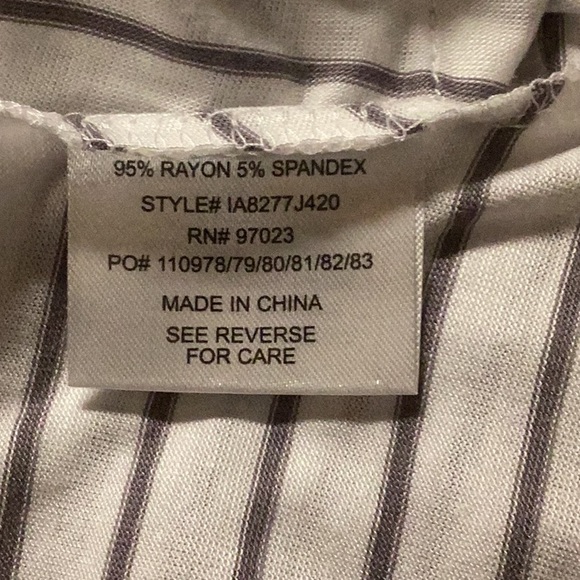 95% RAYON 5% SPANDEX
STYLE# IA8277J420
RN# 97023
PO# 110978/79/80/81/82/83
MADE IN CHINA
SEE REVERSE
FOR CARE